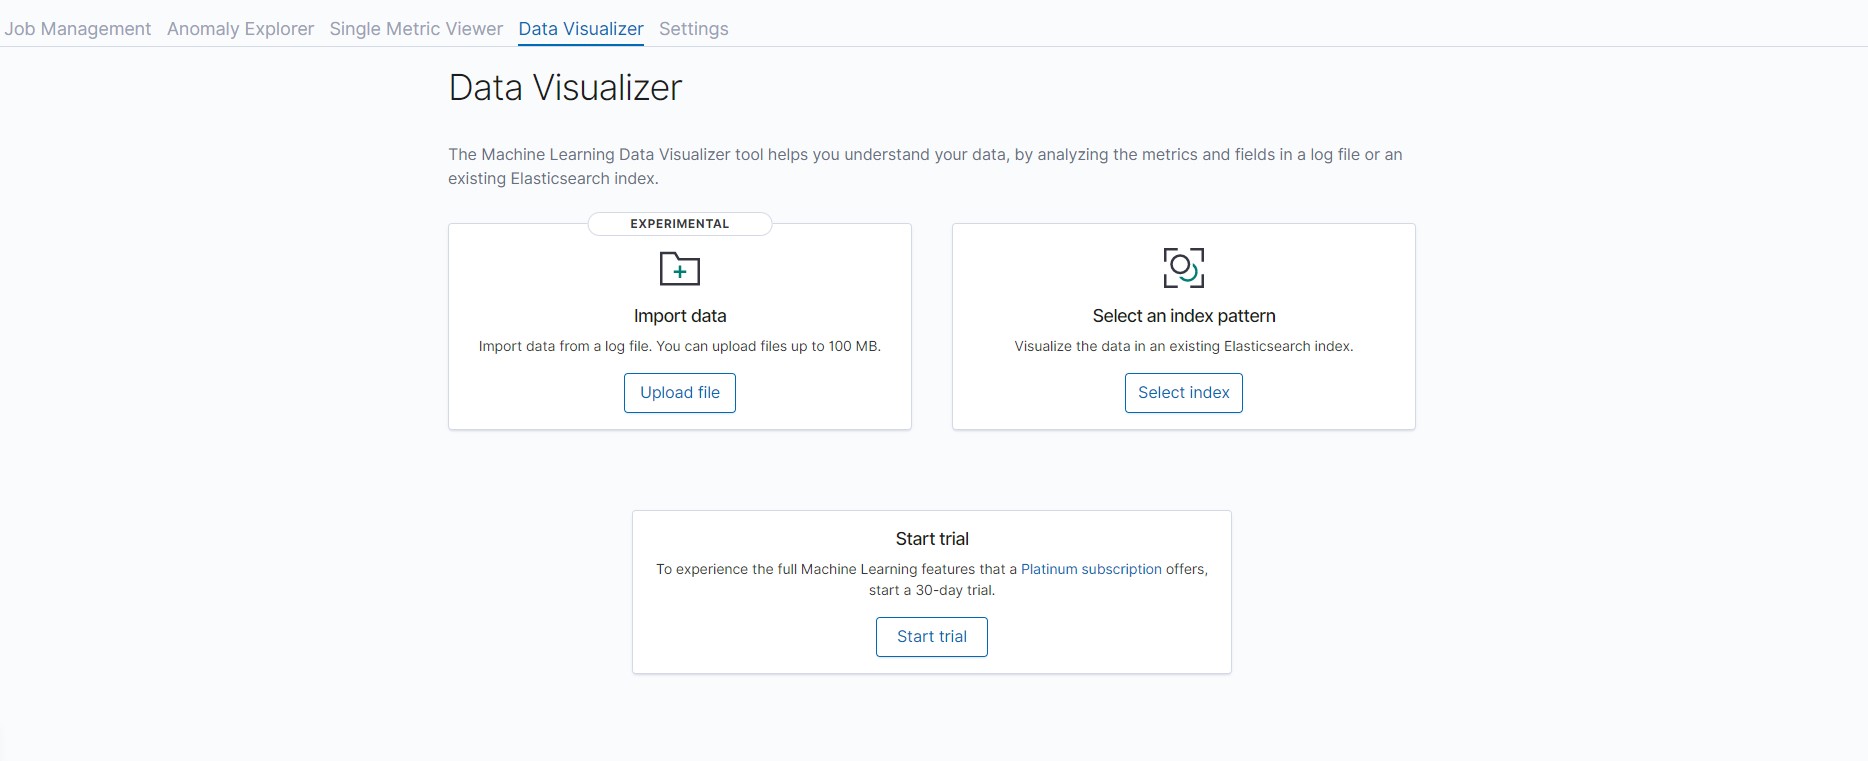 Job Management Anomaly Explorer Single Metric Viewer Data Visualizer Settings
Data Visualizer
The Machine Learning Data Visualizer tool helps you understand your data, by analyzing the metrics and fields in a log file or an
existing Elasticsearch index.
EXPERIMENTAL
Import data
Import data from a log file. You can upload files up to 100 MB.
Upload file
Select an index pattern
Visualize the data in an existing Elasticsearch index.
Select index
Start trial
To experience the full Machine Learning features that a Platinum subscription offers,
start a 30-day trial.
Start trial